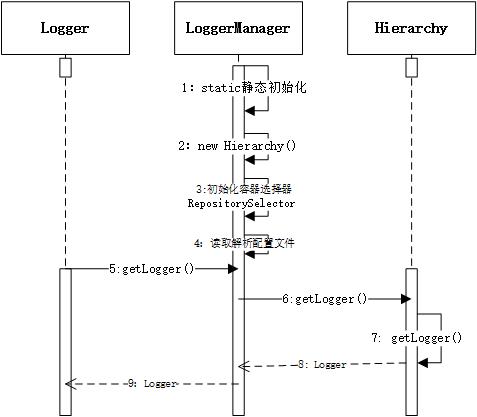 Logger
LoggerManager
Hierarchy
1：static静态初始化
2：new Hierarchy()
3:初始化容器选择器
RepositorySelector
4：读取解析配置文件
5:getLogger()
6:getLogger()
7: getLogger()
8: Logger
9: Logger